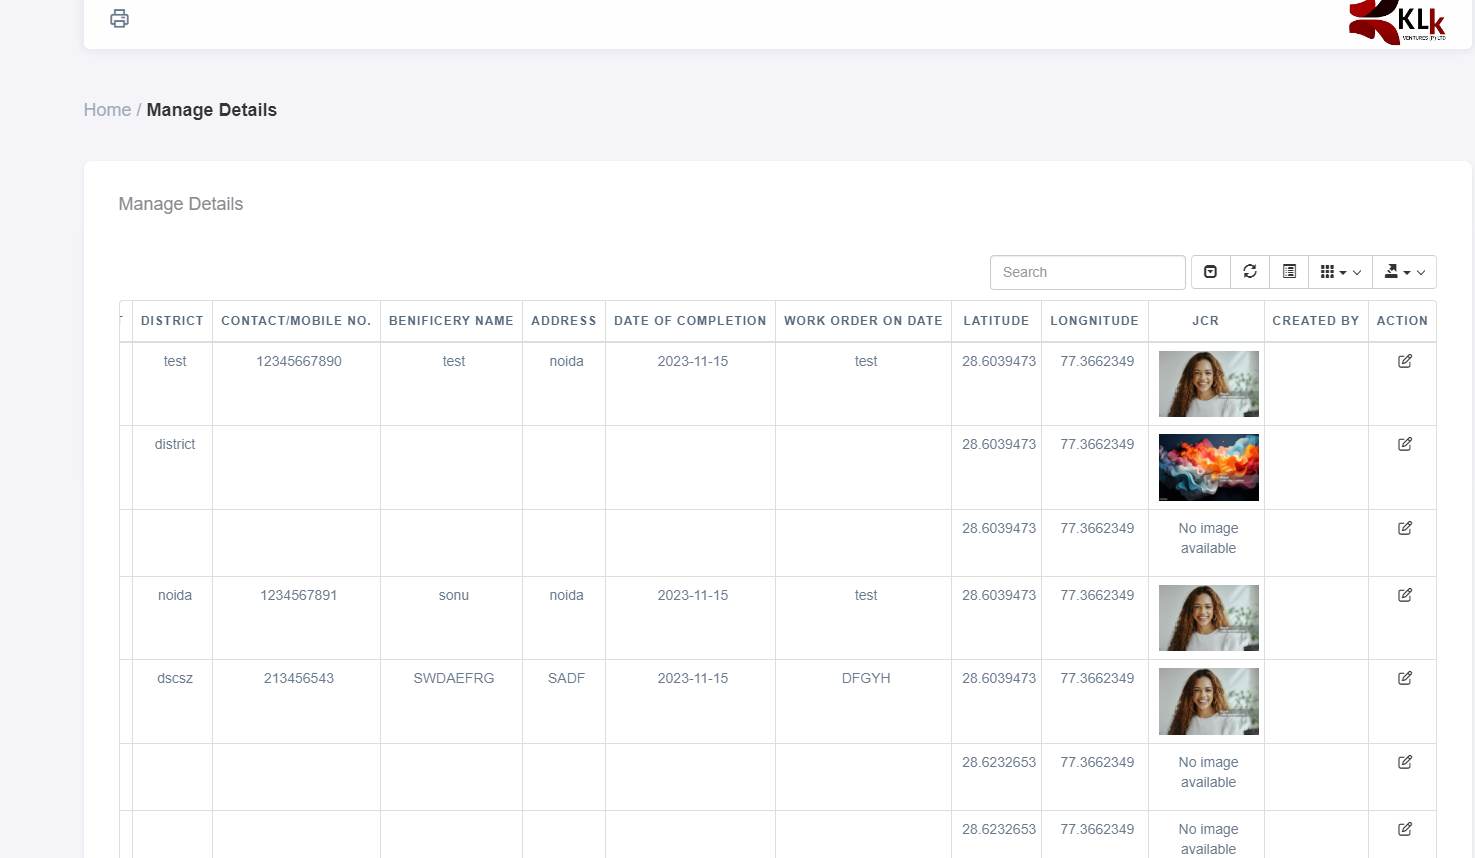 KLk
VENTURES (P) LTD
Home / Manage Details
Manage Details
Search
DISTRICT CONTACT/MOBILE NO. BENIFICERY NAME ADDRESS DATE OF COMPLETION WORK ORDER ON DATE LATITUDE LONGNITUDE JCR CREATED BY ACTION
test 12345667890 test noida 2023-11-15 test 28.6039473 77.3662349
district 28.6039473 77.3662349
28.6039473 77.3662349 No image
available
noida 1234567891 sonu noida 2023-11-15 test 28.6039473 77.3662349
dscsz 213456543 SWDAEFRG SADF 2023-11-15 DFGYH 28.6039473 77.3662349
28.6232653 77.3662349 No image
available
28.6232653 77.3662349 No image
available